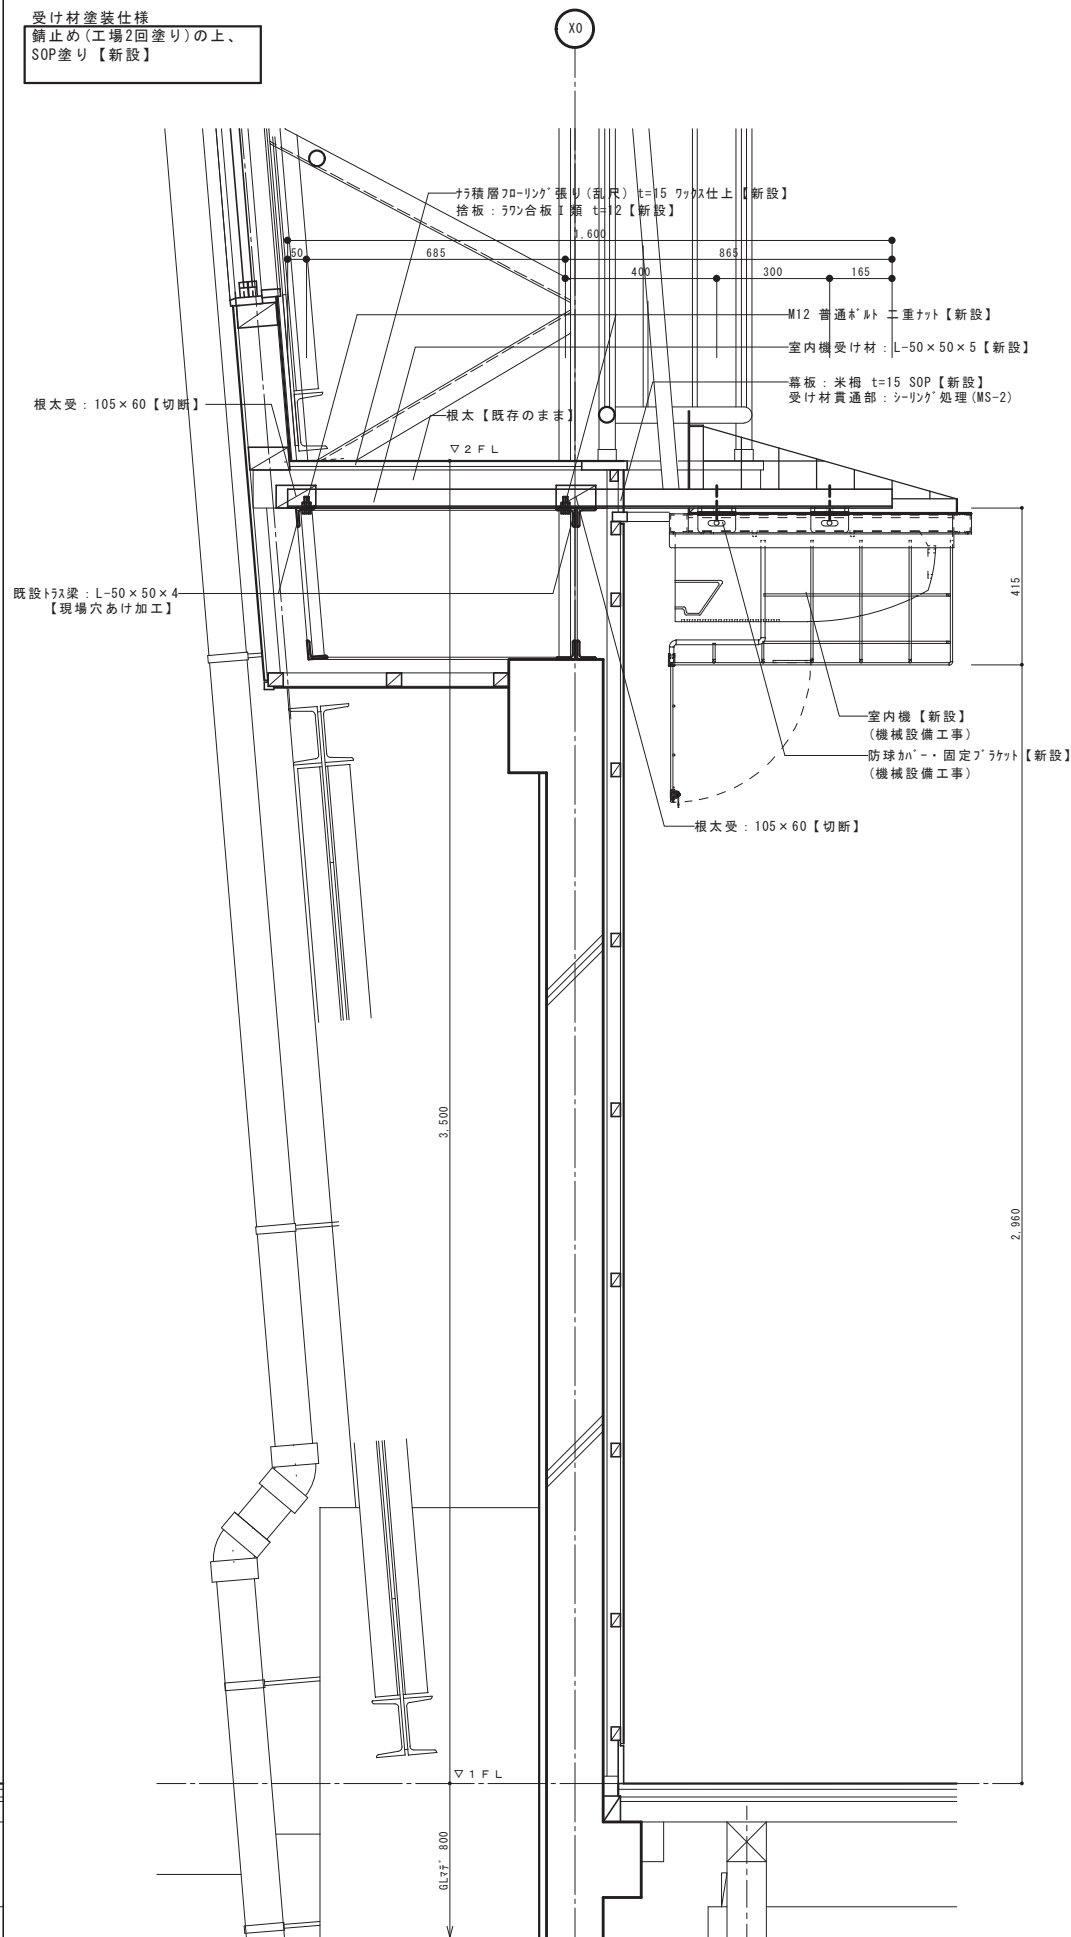 受け材塗装仕様
錆止め(工場2回塗り)の上、
SOP塗り【新設】
X0
ナラ積層フローリング張り(乱尺) t=15 ワックス仕上【新設】
捨板：ラワン合板Ⅰ類 t=12【新設】
1,600
50
685
865
400
300
165
M12 普通ボルト 二重ナット【新設】
室内機受け材：L-50×50×5【新設】
幕板：米栂 t=15 SOP【新設】
受け材貫通部：シーリング処理(MS-2)
根太受：105×60【切断】
根太【既存のまま】
▽2FL
既設トラス梁：L-50×50×4
【現場穴あけ加工】
415
室内機【新設】
(機械設備工事)
防球カバー・固定ブラケット【新設】
(機械設備工事)
根太受：105×60【切断】
3,500
2,960
▽1FL
GLマデ 800